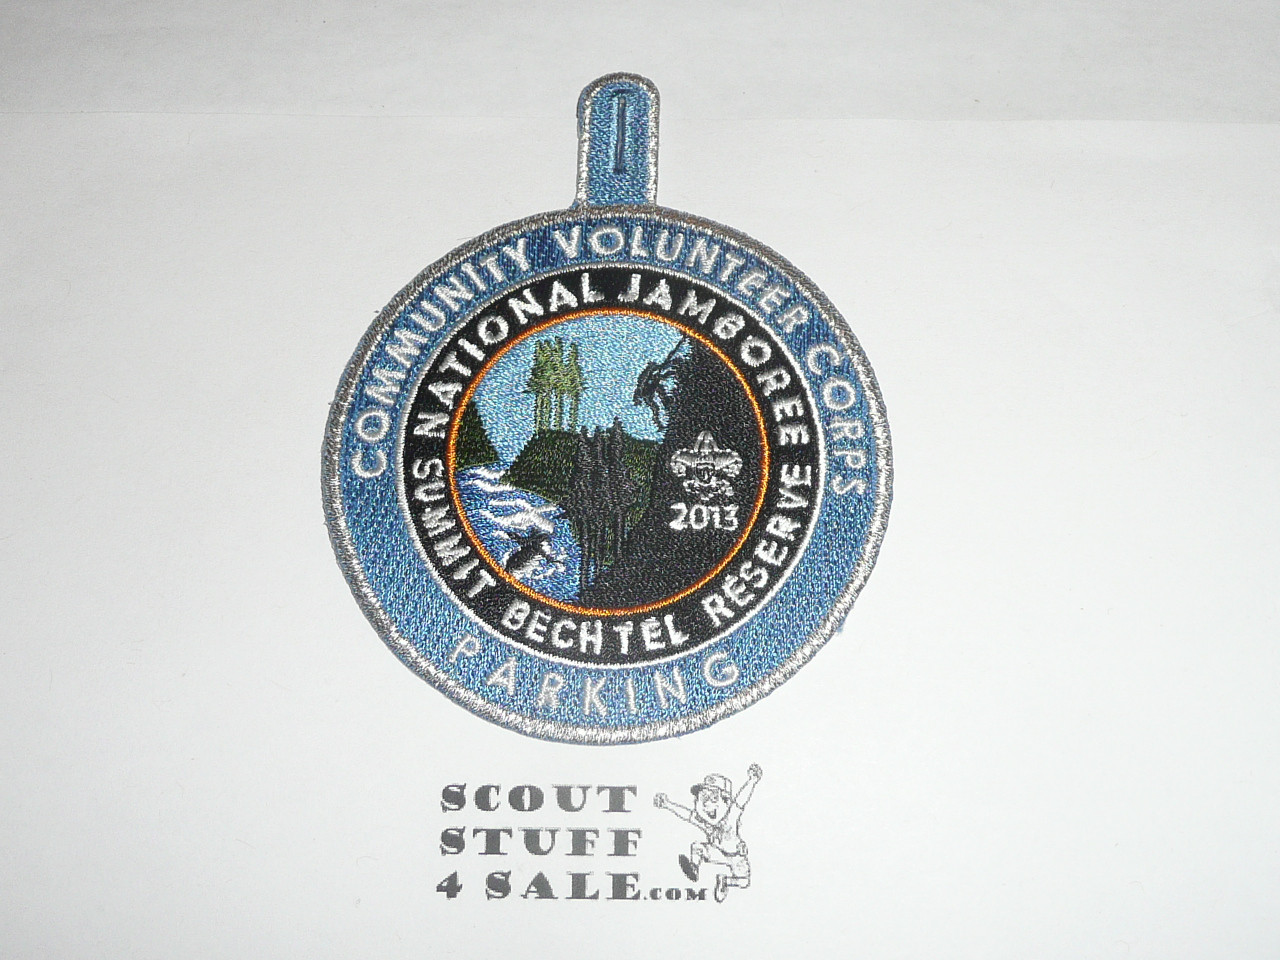 COMMUNITY VOLUNTEER CORPS
NATIONAL JAMBOREE
2013
SUMMIT BECHTEL RESERVE
PARKING
SCOUT
STUFF
4 SALE.COM